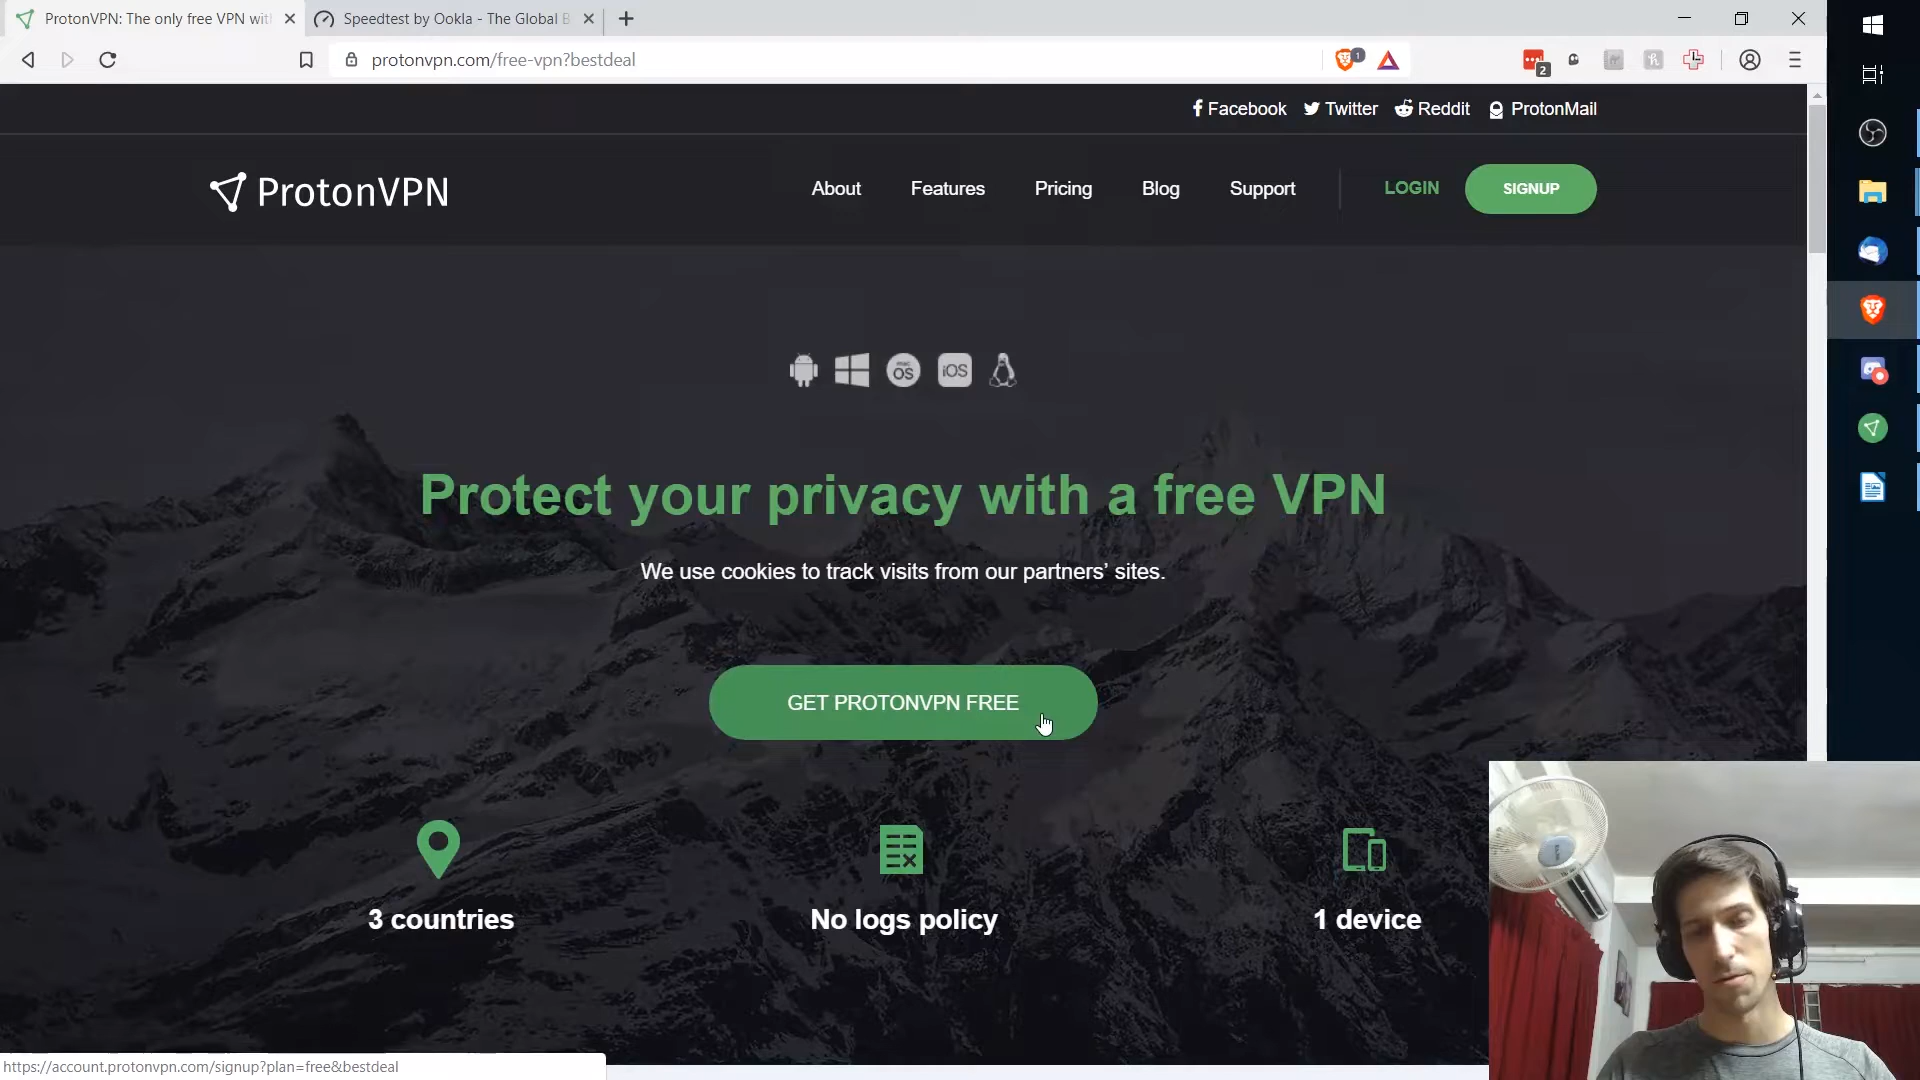 ProtonVPN: The only free VPN wit
Speedtest by Ookla - The Global B
protonvpn.com/free-vpn?bestdeal
1
2
Facebook
Twitter
Reddit
ProtonMail
ProtonVPN
About
Features
Pricing
Blog
Support
LOGIN
SIGNUP
mac
OS
iOS
Protect your privacy with a free VPN
We use cookies to track visits from our partners’ sites.
GET PROTONVPN FREE
3 countries
No logs policy
1 device
https://account.protonvpn.com/signup?plan=free&bestdeal